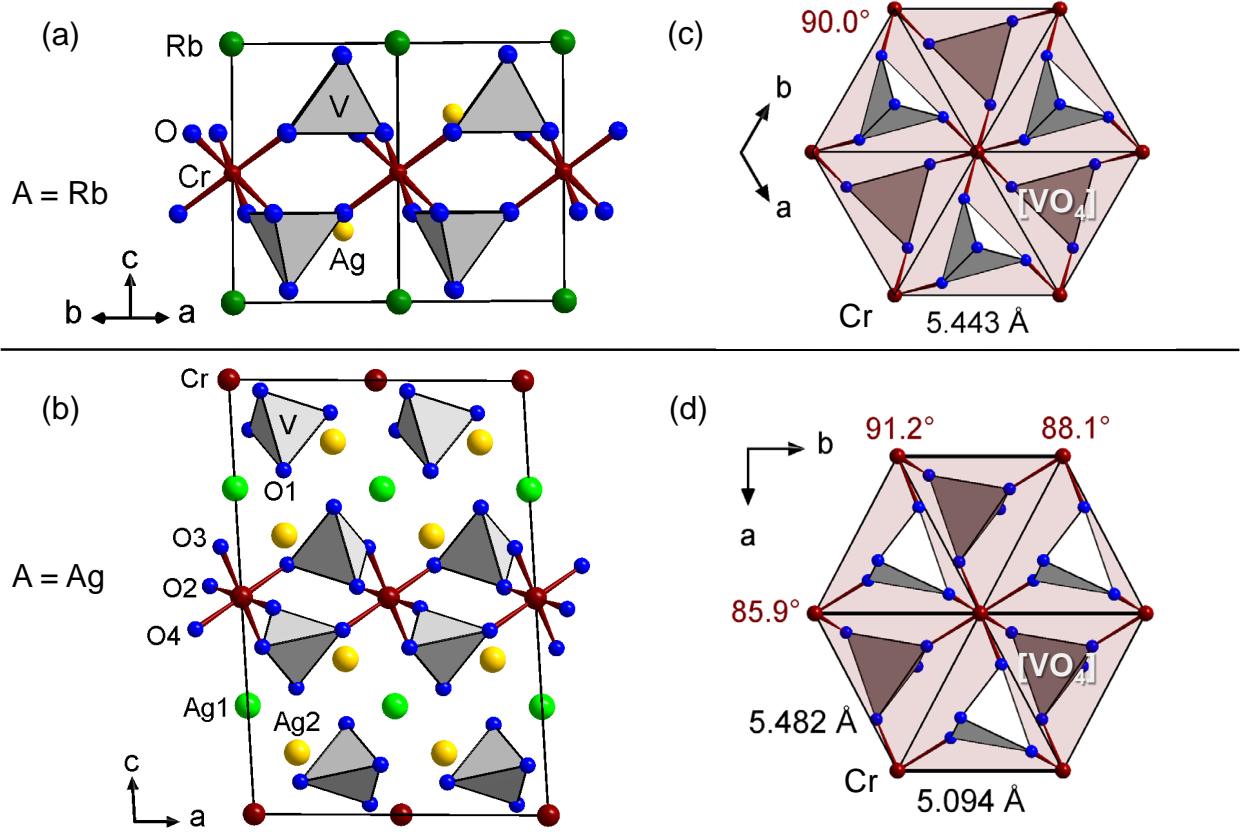 (a)
Rb
V
O
Cr
A = Rb
Ag
c
b
a
(c)
90.0°
b
a
[VO₄]
Cr
5.443 Å
(b)
Cr
V
O1
O3
A = Ag
O2
O4
Ag1
Ag2
c
a
(d)
91.2°
88.1°
b
a
85.9°
[VO₄]
5.482 Å
Cr
5.094 Å